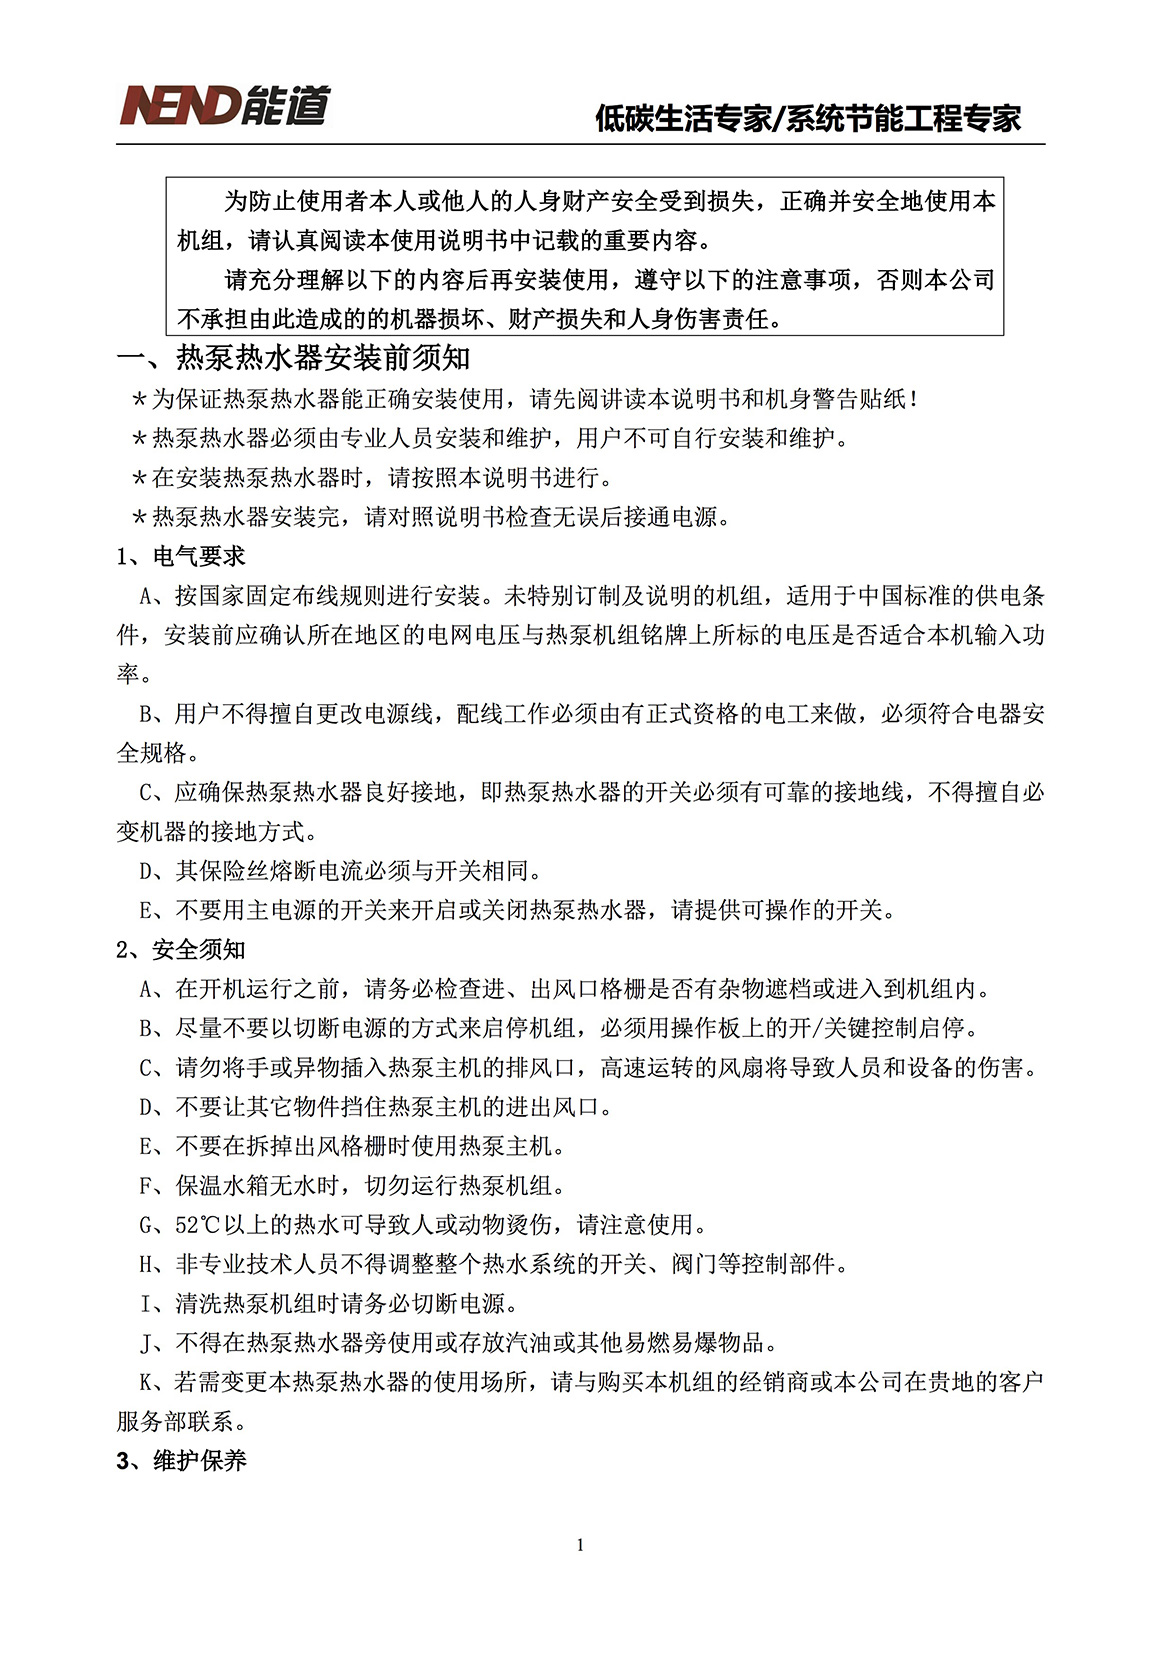 NEND能道
低碳生活专家/系统节能工程专家
为防止使用者本人或他人的人身财产安全受到损失，正确并安全地使用本
机组，请认真阅读本使用说明书中记载的重要内容。
请充分理解以下的内容后再安装使用，遵守以下的注意事项，否则本公司
不承担由此造成的的机器损坏、财产损失和人身伤害责任。
一、热泵热水器安装前须知
＊为保证热泵热水器能正确安装使用，请先阅讲读本说明书和机身警告贴纸！
＊热泵热水器必须由专业人员安装和维护，用户不可自行安装和维护。
＊在安装热泵热水器时，请按照本说明书进行。
＊热泵热水器安装完，请对照说明书检查无误后接通电源。
1、电气要求
A、按国家固定布线规则进行安装。未特别订制及说明的机组，适用于中国标准的供电条
件，安装前应确认所在地区的电网电压与热泵机组铭牌上所标的电压是否适合本机输入功
率。
B、用户不得擅自更改电源线，配线工作必须由有正式资格的电工来做，必须符合电器安
全规格。
C、应确保热泵热水器良好接地，即热泵热水器的开关必须有可靠的接地线，不得擅自必
变机器的接地方式。
D、其保险丝熔断电流必须与开关相同。
E、不要用主电源的开关来开启或关闭热泵热水器，请提供可操作的开关。
2、安全须知
A、在开机运行之前，请务必检查进、出风口格栅是否有杂物遮档或进入到机组内。
B、尽量不要以切断电源的方式来启停机组，必须用操作板上的开/关键控制启停。
C、请勿将手或异物插入热泵主机的排风口，高速运转的风扇将导致人员和设备的伤害。
D、不要让其它物件挡住热泵主机的进出风口。
E、不要在拆掉出风格栅时使用热泵主机。
F、保温水箱无水时，切勿运行热泵机组。
G、52℃以上的热水可导致人或动物烫伤，请注意使用。
H、非专业技术人员不得调整整个热水系统的开关、阀门等控制部件。
I、清洗热泵机组时请务必切断电源。
J、不得在热泵热水器旁使用或存放汽油或其他易燃易爆物品。
K、若需变更本热泵热水器的使用场所，请与购买本机组的经销商或本公司在贵地的客户
服务部联系。
3、维护保养
1